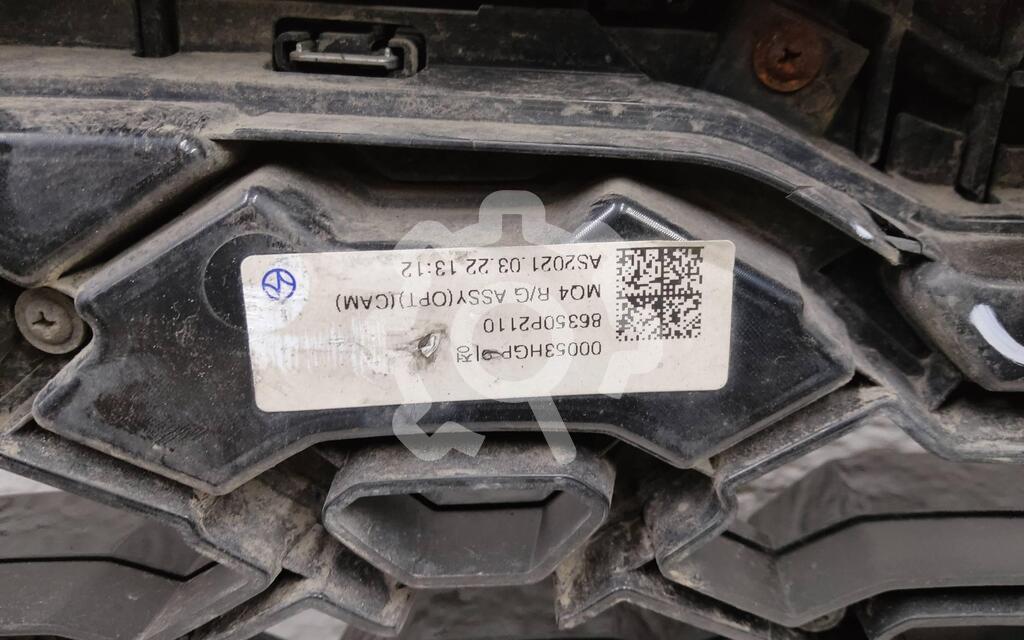 00053HGP
86350P2110
MQ4 R/G ASSY(OPT)(CAM)
AS2021.03.22.13:12